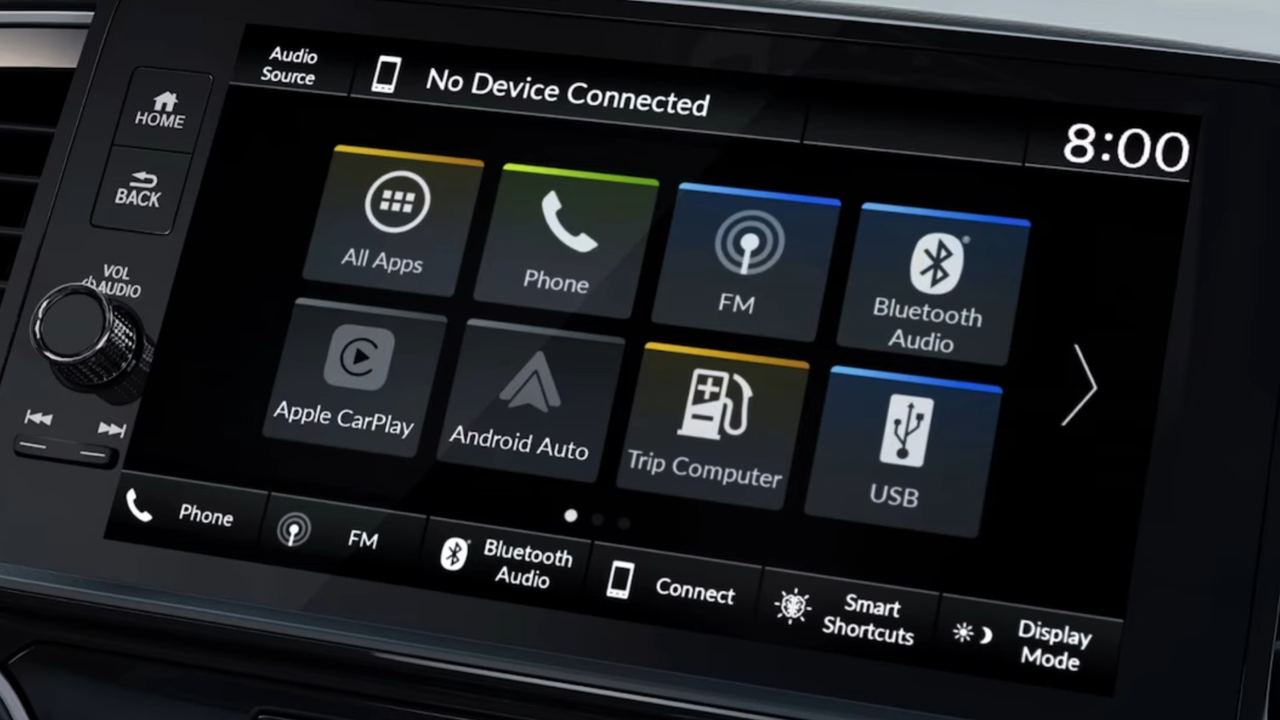 Audio
Source
No Device Connected
8:00
HOME
BACK
VOL
AUDIO
All Apps
Phone
FM
Bluetooth
Audio
Apple CarPlay
Android Auto
Trip Computer
USB
Phone
FM
Bluetooth
Audio
Connect
Smart
Shortcuts
Display
Mode